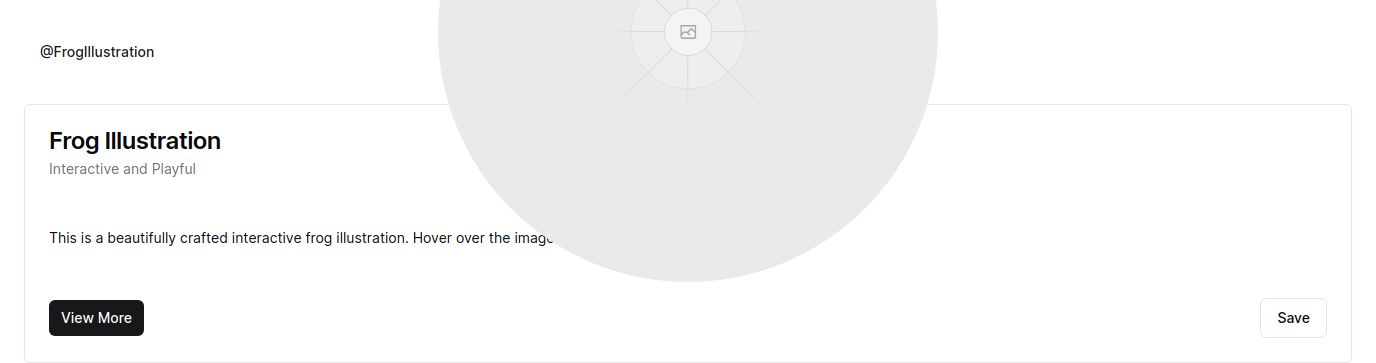 @FrogIllustration
Frog Illustration
Interactive and Playful
This is a beautifully crafted interactive frog illustration. Hover over the image
View More
Save